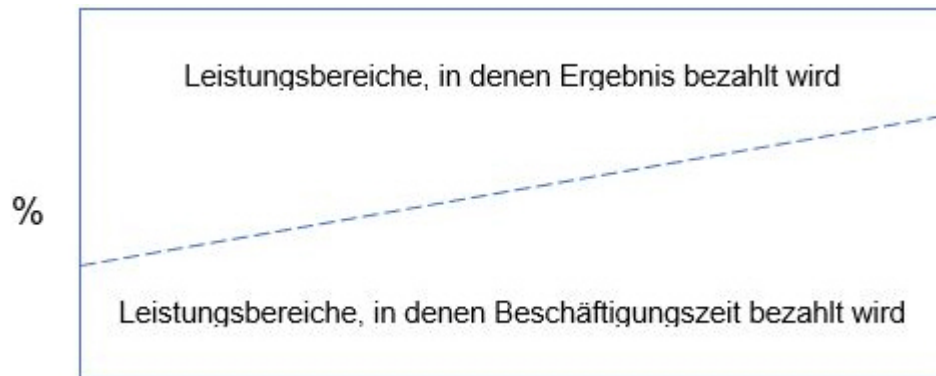 Leistungsbereiche, in denen Ergebnis bezahlt wird
%
Leistungsbereiche, in denen Beschäftigungszeit bezahlt wird